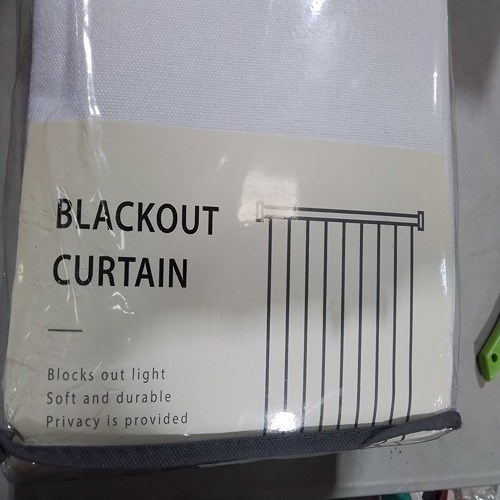 BLACKOUT
CURTAIN
Blocks out light
Soft and durable
Privacy is provided